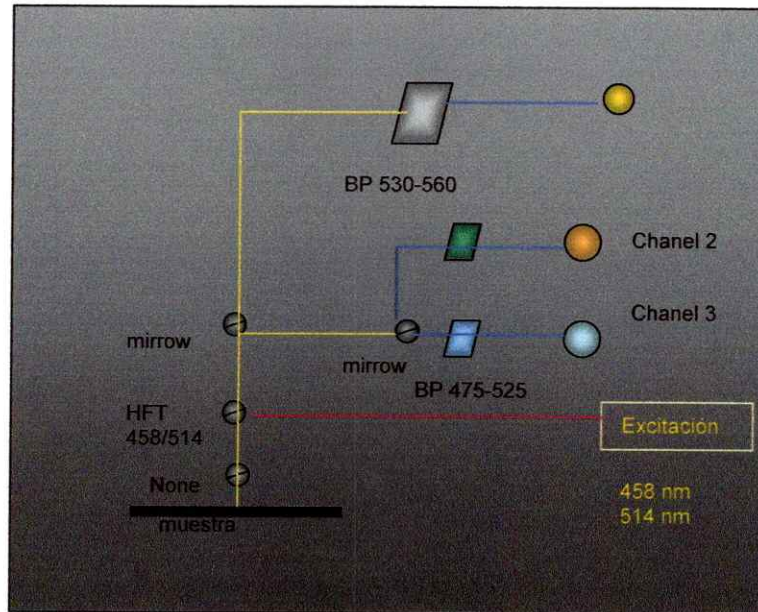 BP 530-560
Chanel 2
Chanel 3
mirrow
mirrow
BP 475-525
HFT
458/514
Excitación
None
458 nm
514 nm
muestra